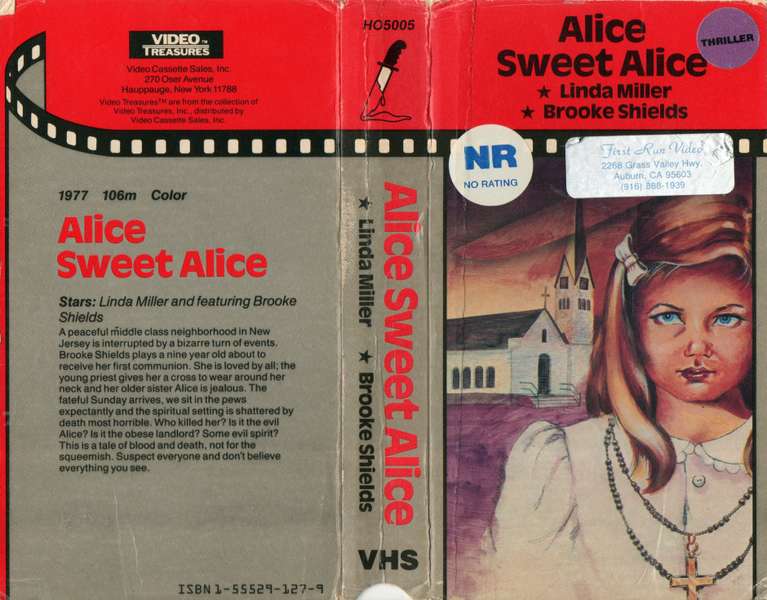 VIDEO ™
TREASURES
Video Cassette Sales, Inc.
270 Oser Avenue
Hauppauge, New York 11788
Video Treasures™ are from the collection of
Video Treasures, Inc., distributed by
Video Cassette Sales, Inc.
1977 106m Color
Alice
Sweet Alice
Stars: Linda Miller and featuring Brooke
Shields
A peaceful middle class neighborhood in New
Jersey is interrupted by a bizarre turn of events.
Brooke Shields plays a nine year old about to
receive her first communion. She is loved by all; the
young priest gives her a cross to wear around her
neck and her older sister Alice is jealous. The
fateful Sunday arrives, we sit in the pews
expectantly and the spiritual setting is shattered by
death most horrible. Who killed her? Is it the evil
Alice? Is it the obese landlord? Some evil spirit?
This is a tale of blood and death, not for the
squeemish. Suspect everyone and don't believe
everything you see.
ISBN 1-55529-127-9
HO5005
Alice Sweet Alice
★ Linda Miller ★ Brooke Shields
VHS
Alice
Sweet Alice
★ Linda Miller
★ Brooke Shields
THRILLER
NR
NO RATING
First Run Video
2268 Grass Valley Hwy.
Auburn, CA 95603
(916) 888-1939